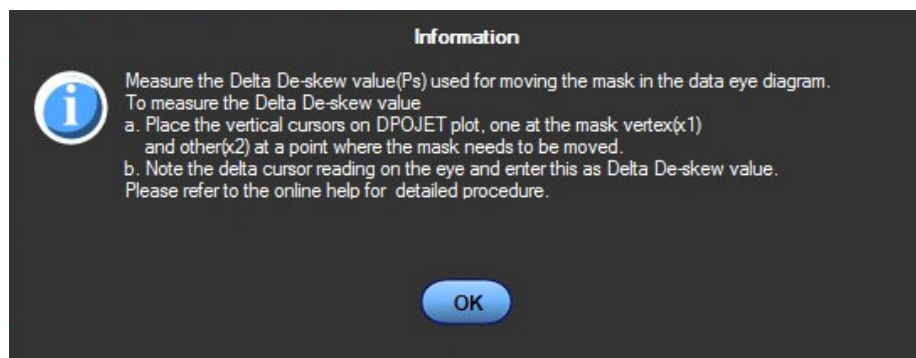 Information
Measure the Delta De-skew value(Ps) used for moving the mask in the data eye diagram.
To measure the Delta De-skew value
a. Place the vertical cursors on DPOJET plot, one at the mask vertex(x1)
and other(x2) at a point where the mask needs to be moved.
b. Note the delta cursor reading on the eye and enter this as Delta De-skew value.
Please refer to the online help for detailed procedure.
OK